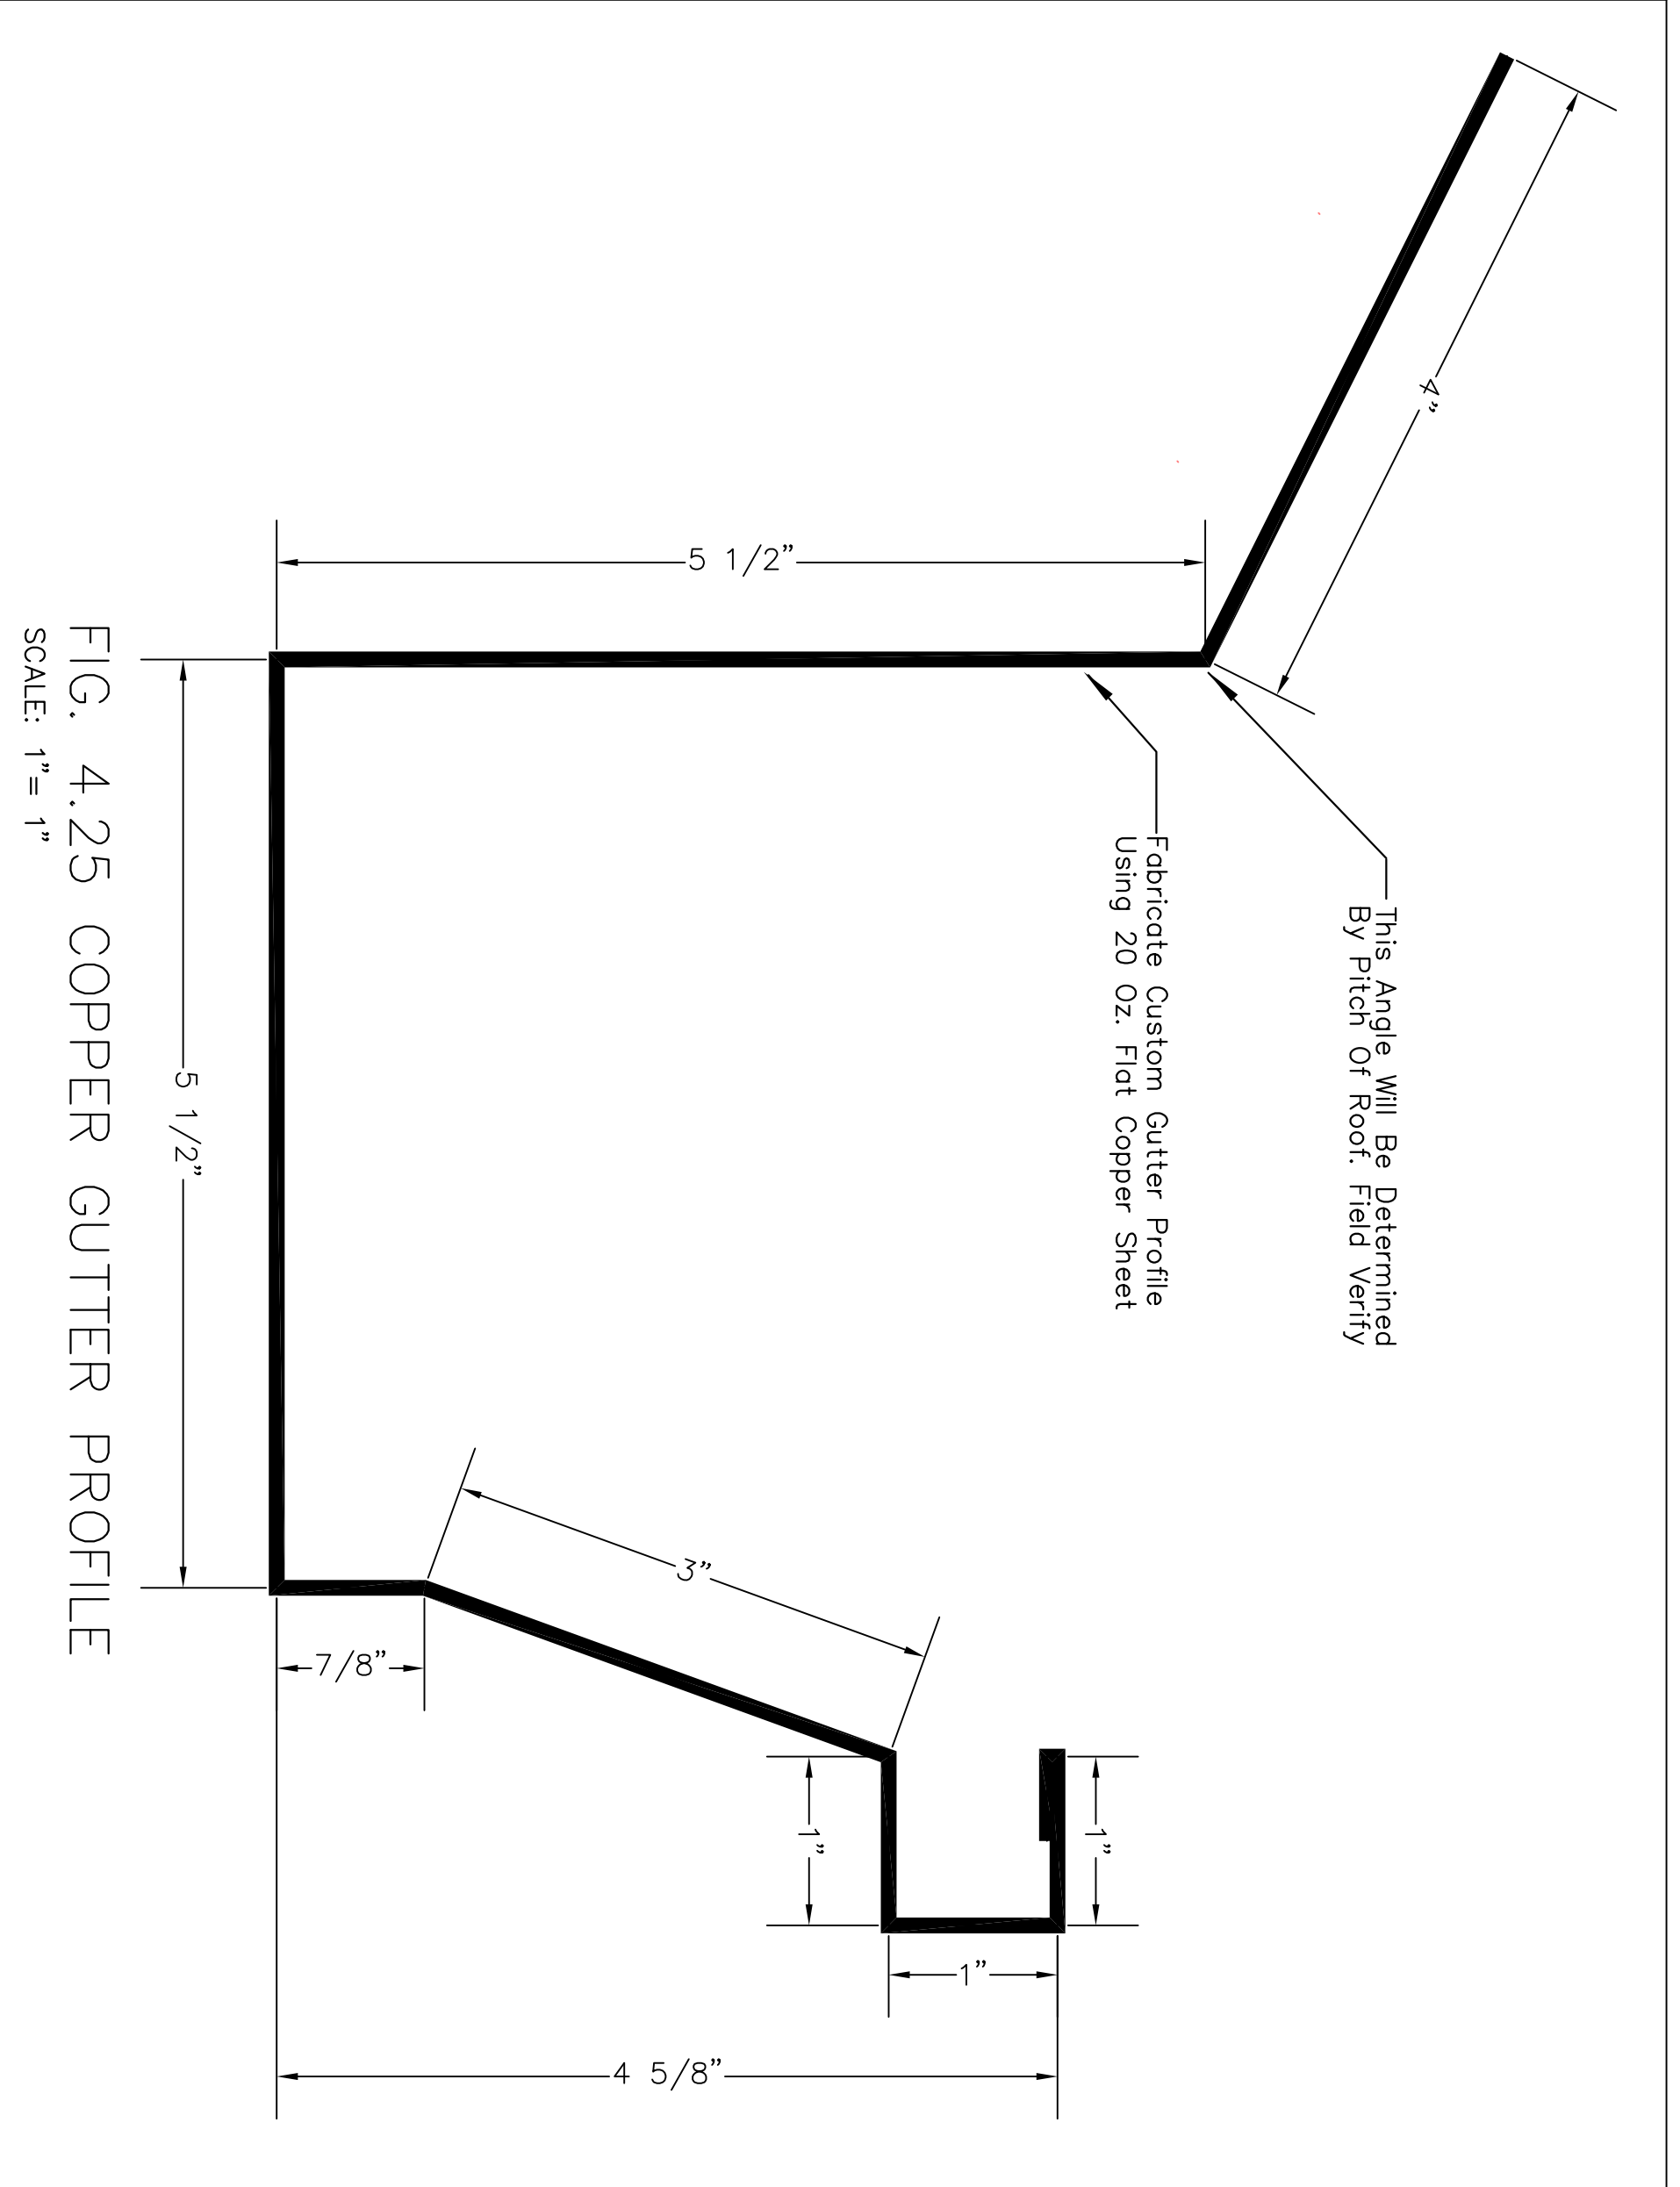 4"
This Angle Will Be Determined
By Pitch Of Roof. Field Verify
5 1/2"
Fabricate Custom Gutter Profile
Using 20 Oz. Flat Copper Sheet
1"
1"
1"
4 5/8"
3"
7/8"
5 1/2"
FIG. 4.25 COPPER GUTTER PROFILE
SCALE: 1"= 1"